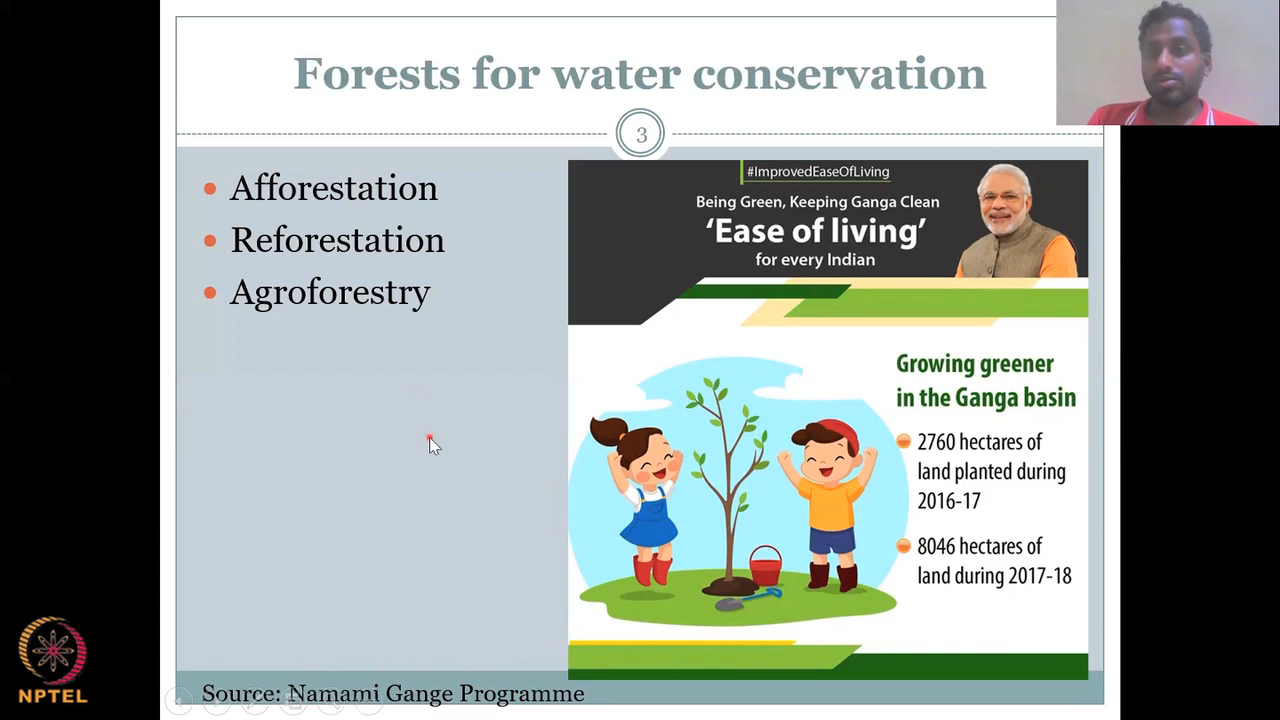 Forests for water conservation
3
• Afforestation
• Reforestation
• Agroforestry
#ImprovedEaseOfLiving
Being Green, Keeping Ganga Clean
‘Ease of living’
for every Indian
Growing greener
in the Ganga basin
2760 hectares of
land planted during
2016-17
8046 hectares of
land during 2017-18
Source: Namami Gange Programme
NPTEL